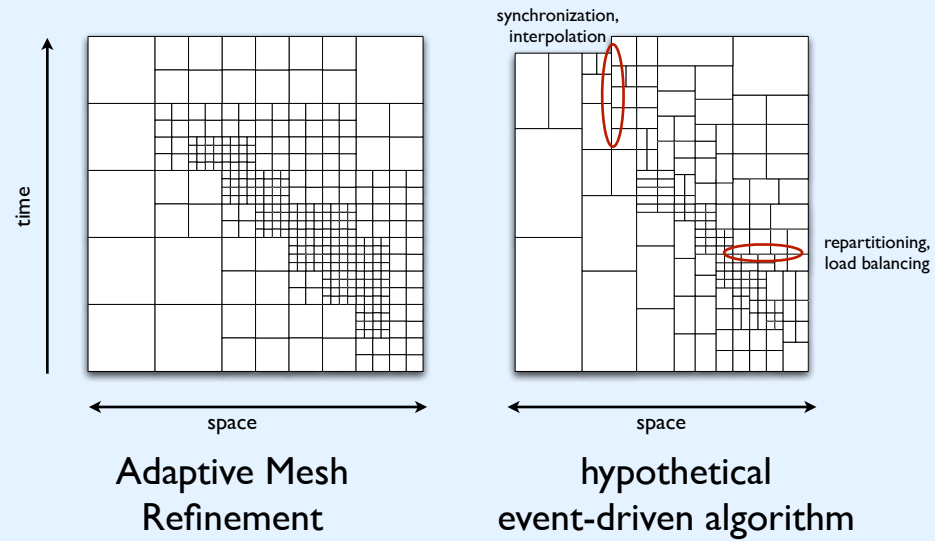 synchronization,
interpolation
time
repartitioning,
load balancing
space
space
Adaptive Mesh
Refinement
hypothetical
event-driven algorithm